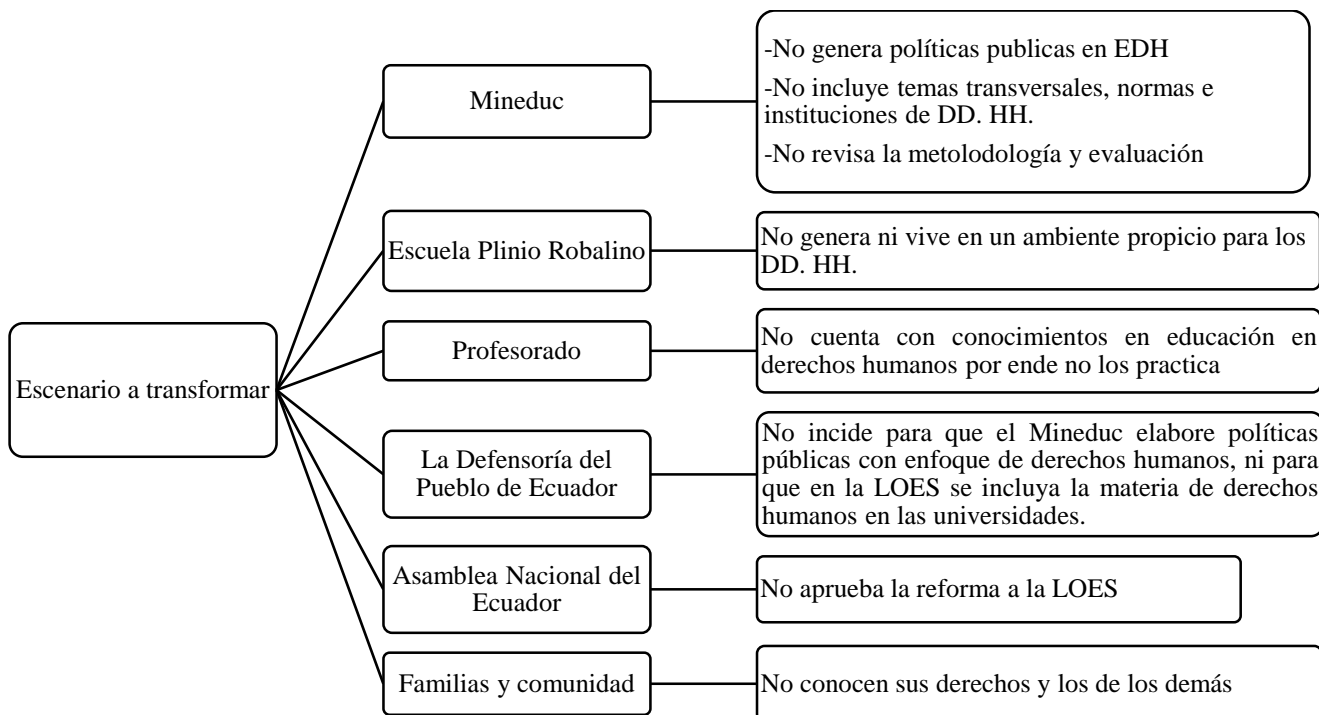 Escenario a transformar
Mineduc
-No genera políticas publicas en EDH
-No incluye temas transversales, normas e
instituciones de DD. HH.
-No revisa la metolodología y evaluación
Escuela Plinio Robalino
No genera ni vive en un ambiente propicio para los
DD. HH.
Profesorado
No cuenta con conocimientos en educación en
derechos humanos por ende no los practica
La Defensoría del
Pueblo de Ecuador
No incide para que el Mineduc elabore políticas
públicas con enfoque de derechos humanos, ni para
que en la LOES se incluya la materia de derechos
humanos en las universidades.
Asamblea Nacional del
Ecuador
No aprueba la reforma a la LOES
Familias y comunidad
No conocen sus derechos y los de los demás